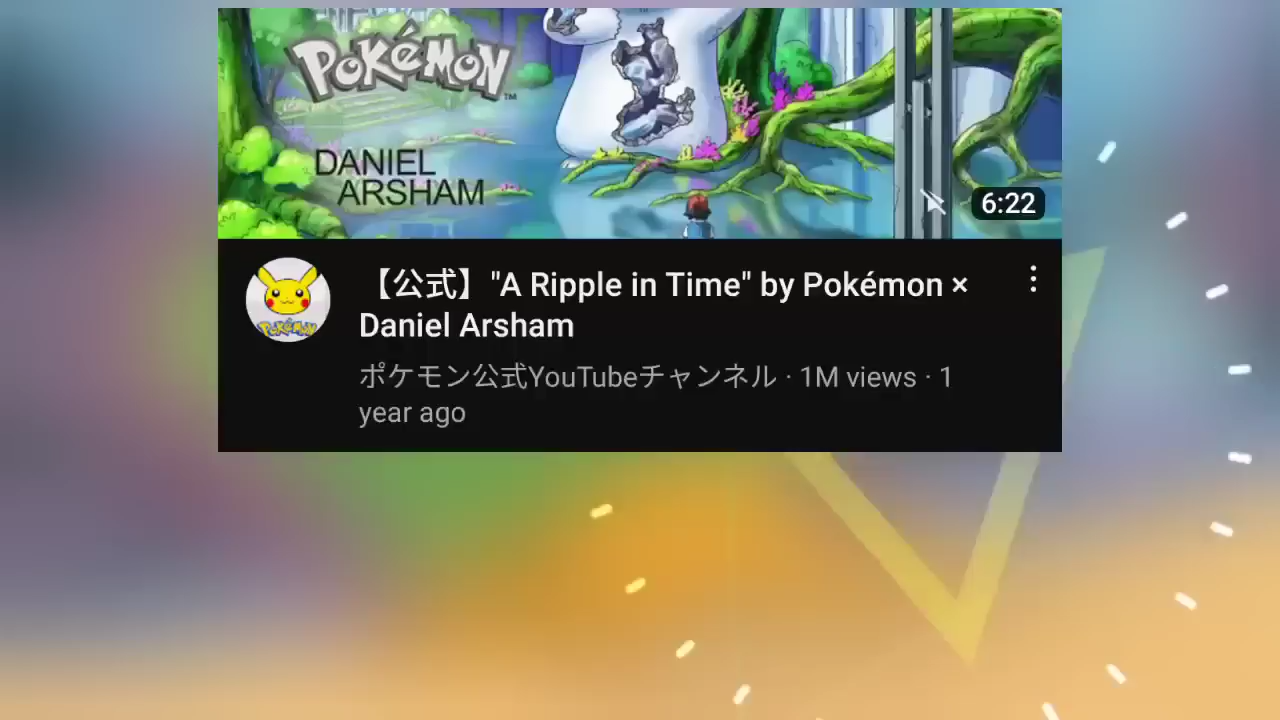 POKéMON™
DANIEL
ARSHAM
6:22
【公式】"A Ripple in Time" by Pokémon ×
Daniel Arsham
POKéMON
ポケモン公式YouTubeチャンネル · 1M views · 1
year ago